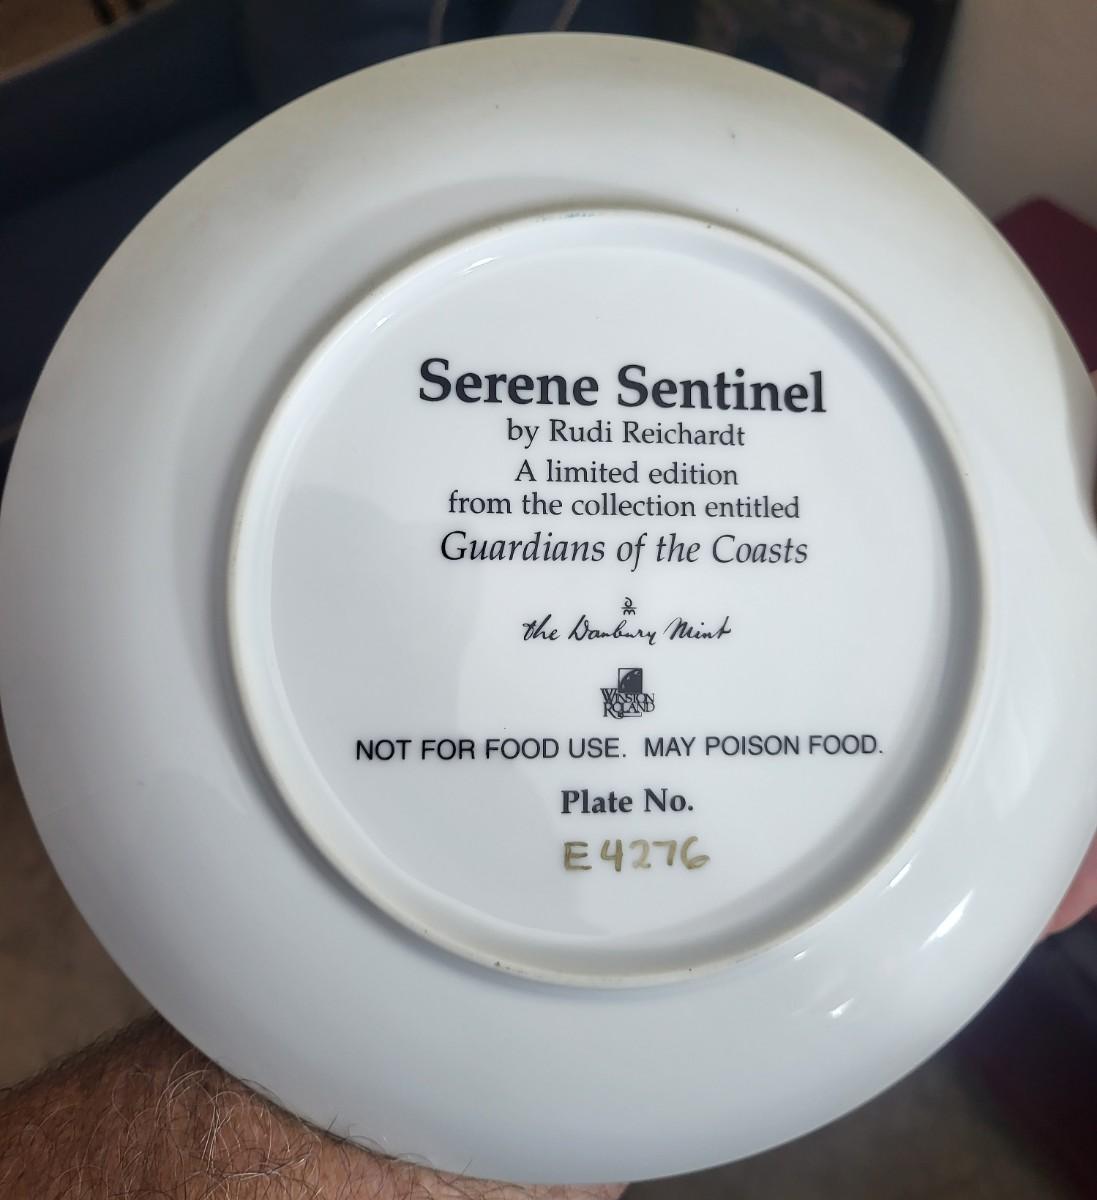 Serene Sentinel
by Rudi Reichardt
A limited edition
from the collection entitled
Guardians of the Coasts
the Danbury Mint
WINSTON
ROLAND
NOT FOR FOOD USE. MAY POISON FOOD.
Plate No.
E4276